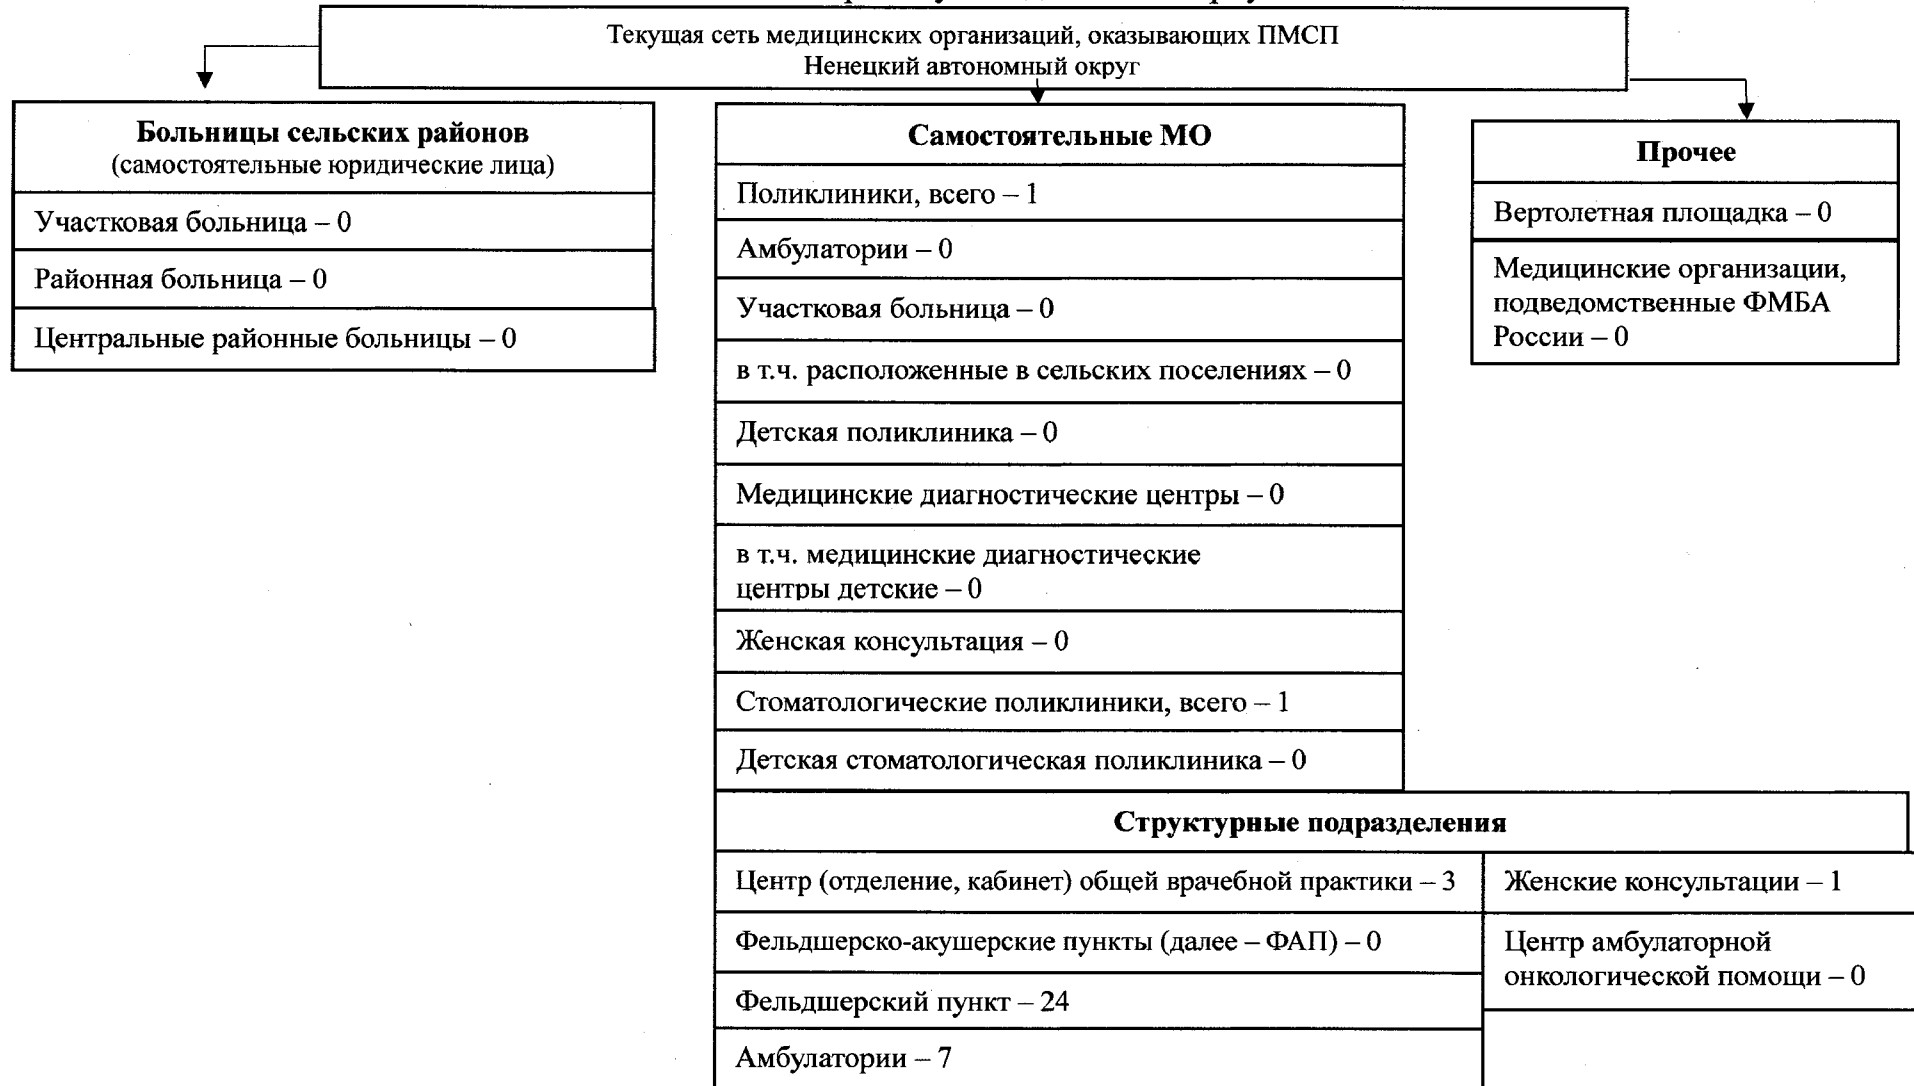 Текущая сеть медицинских организаций, оказывающих ПМСП
Ненецкий автономный округ
Больницы сельских районов
(самостоятельные юридические лица)
Участковая больница – 0
Районная больница – 0
Центральные районные больницы – 0
Самостоятельные МО
Поликлиники, всего – 1
Амбулатории – 0
Участковая больница – 0
в т.ч. расположенные в сельских поселениях – 0
Детская поликлиника – 0
Медицинские диагностические центры – 0
в т.ч. медицинские диагностические
центры детские – 0
Женская консультация – 0
Стоматологические поликлиники, всего – 1
Детская стоматологическая поликлиника – 0
Прочее
Вертолетная площадка – 0
Медицинские организации,
подведомственные ФМБА
России – 0
Структурные подразделения
Центр (отделение, кабинет) общей врачебной практики – 3
Фельдшерско-акушерские пункты (далее – ФАП) – 0
Фельдшерский пункт – 24
Амбулатории – 7
Женские консультации – 1
Центр амбулаторной
онкологической помощи – 0